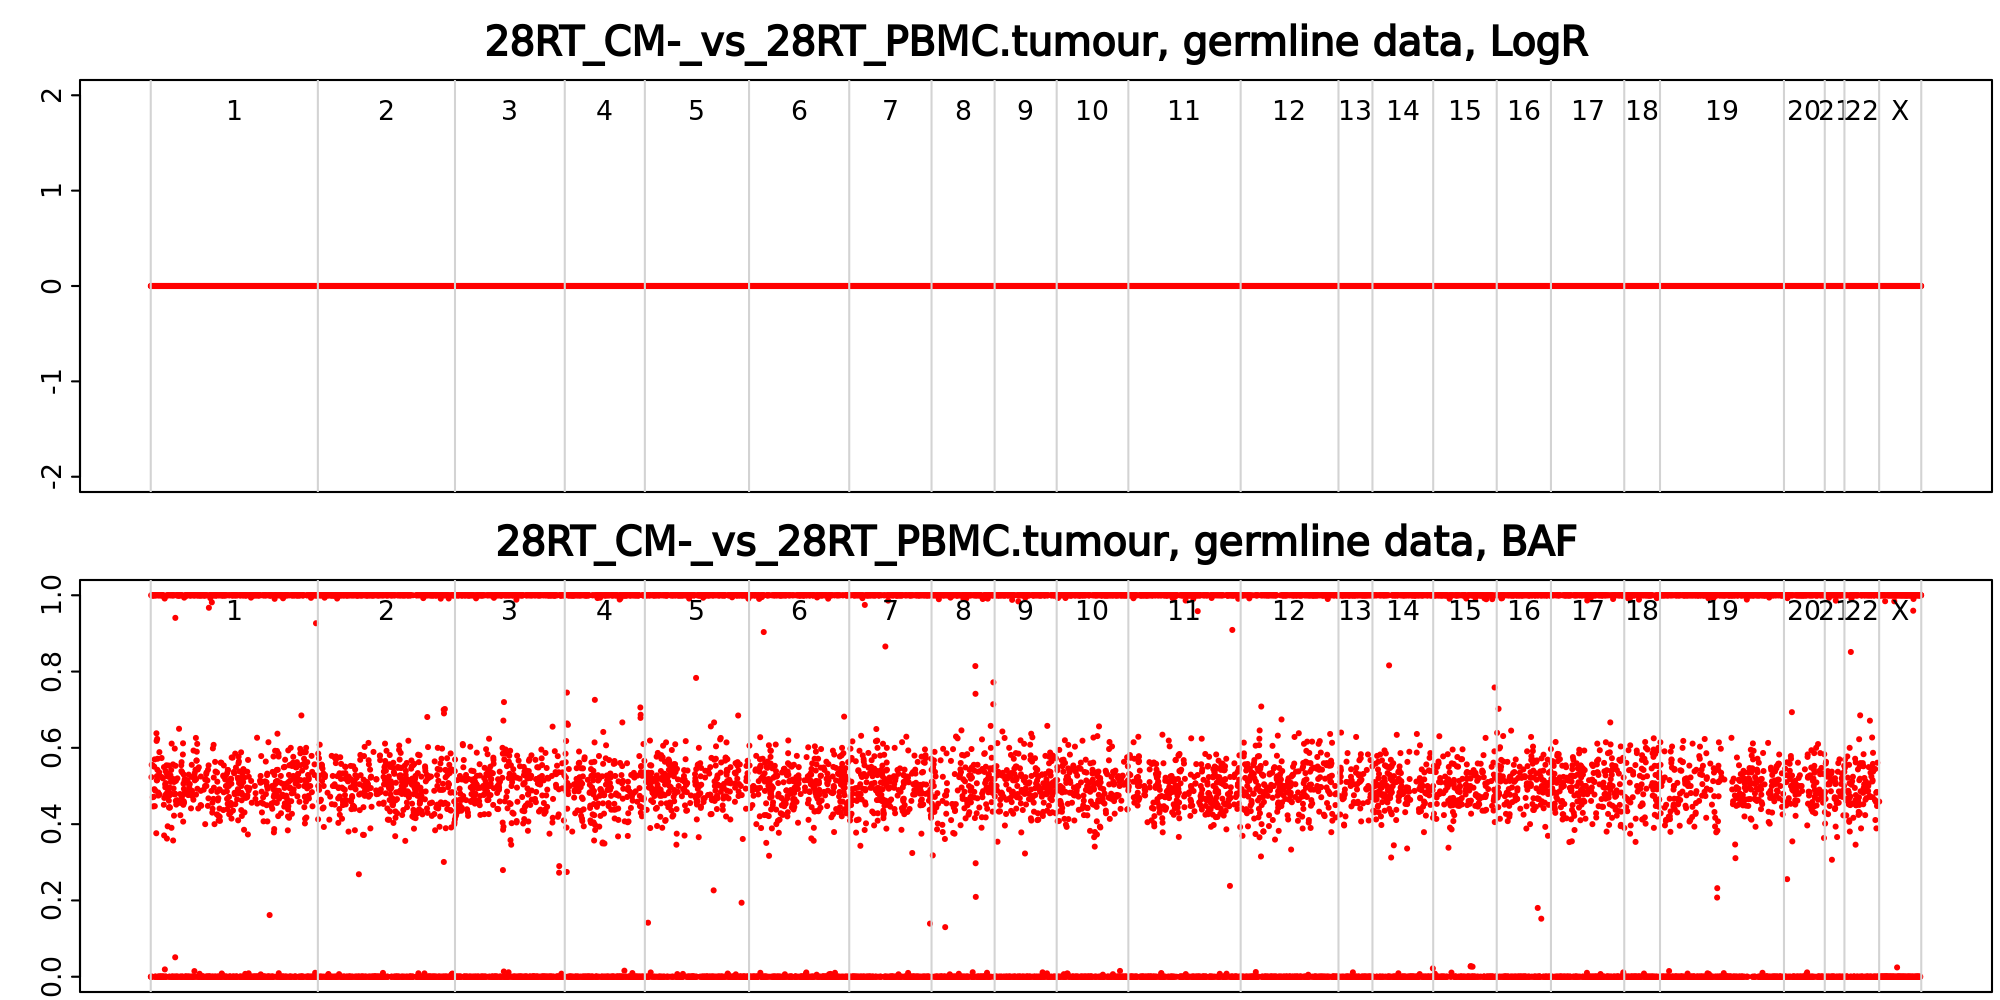 28RT_CM-_vs_28RT_PBMC.tumour, germline data, LogR
2
1 2 3 4 5 6 7 8 9 10 11 12 13 14 15 16 17 18 19 20 21 22 X
1
0
-1
-2
28RT_CM-_vs_28RT_PBMC.tumour, germline data, BAF
1.0
1 2 3 4 5 6 7 8 9 10 11 12 13 14 15 16 17 18 19 20 21 22 X
0.8
0.6
0.4
0.2
0.0